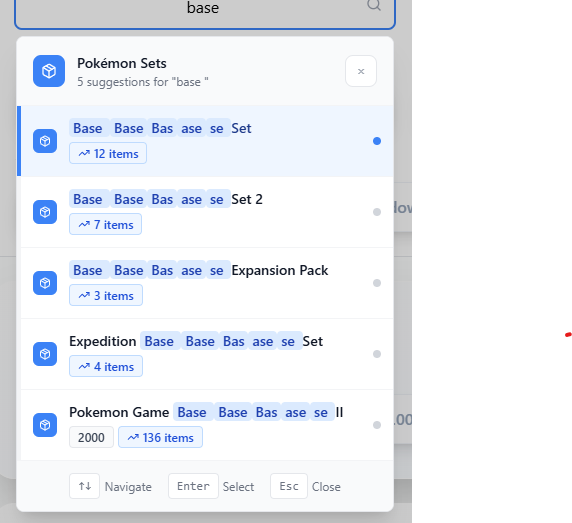 base
Pokémon Sets
5 suggestions for "base "
×
Base Base Bas ase se Set
12 items
Base Base Bas ase se Set 2
7 items
Base Base Bas ase se Expansion Pack
3 items
Expedition Base Base Bas ase se Set
4 items
Pokemon Game Base Base Bas ase se II
2000 136 items
↑↓ Navigate Enter Select Esc Close